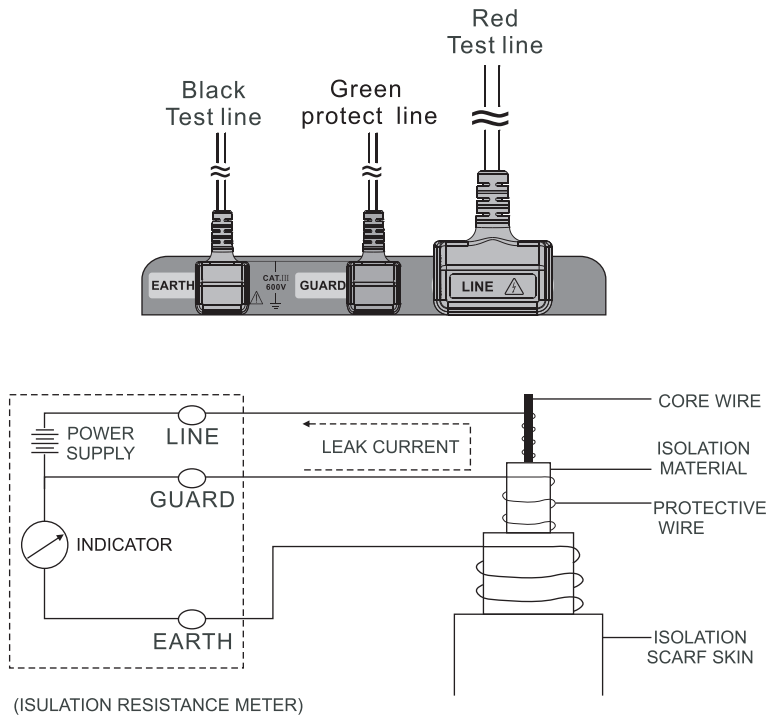 Red
Test line
Black
Test line
Green
protect line
EARTH
CAT.III
600V
GUARD
LINE
CORE WIRE
POWER
SUPPLY
LINE
LEAK CURRENT
ISOLATION
MATERIAL
GUARD
PROTECTIVE
WIRE
INDICATOR
EARTH
ISOLATION
SCARF SKIN
(ISULATION RESISTANCE METER)